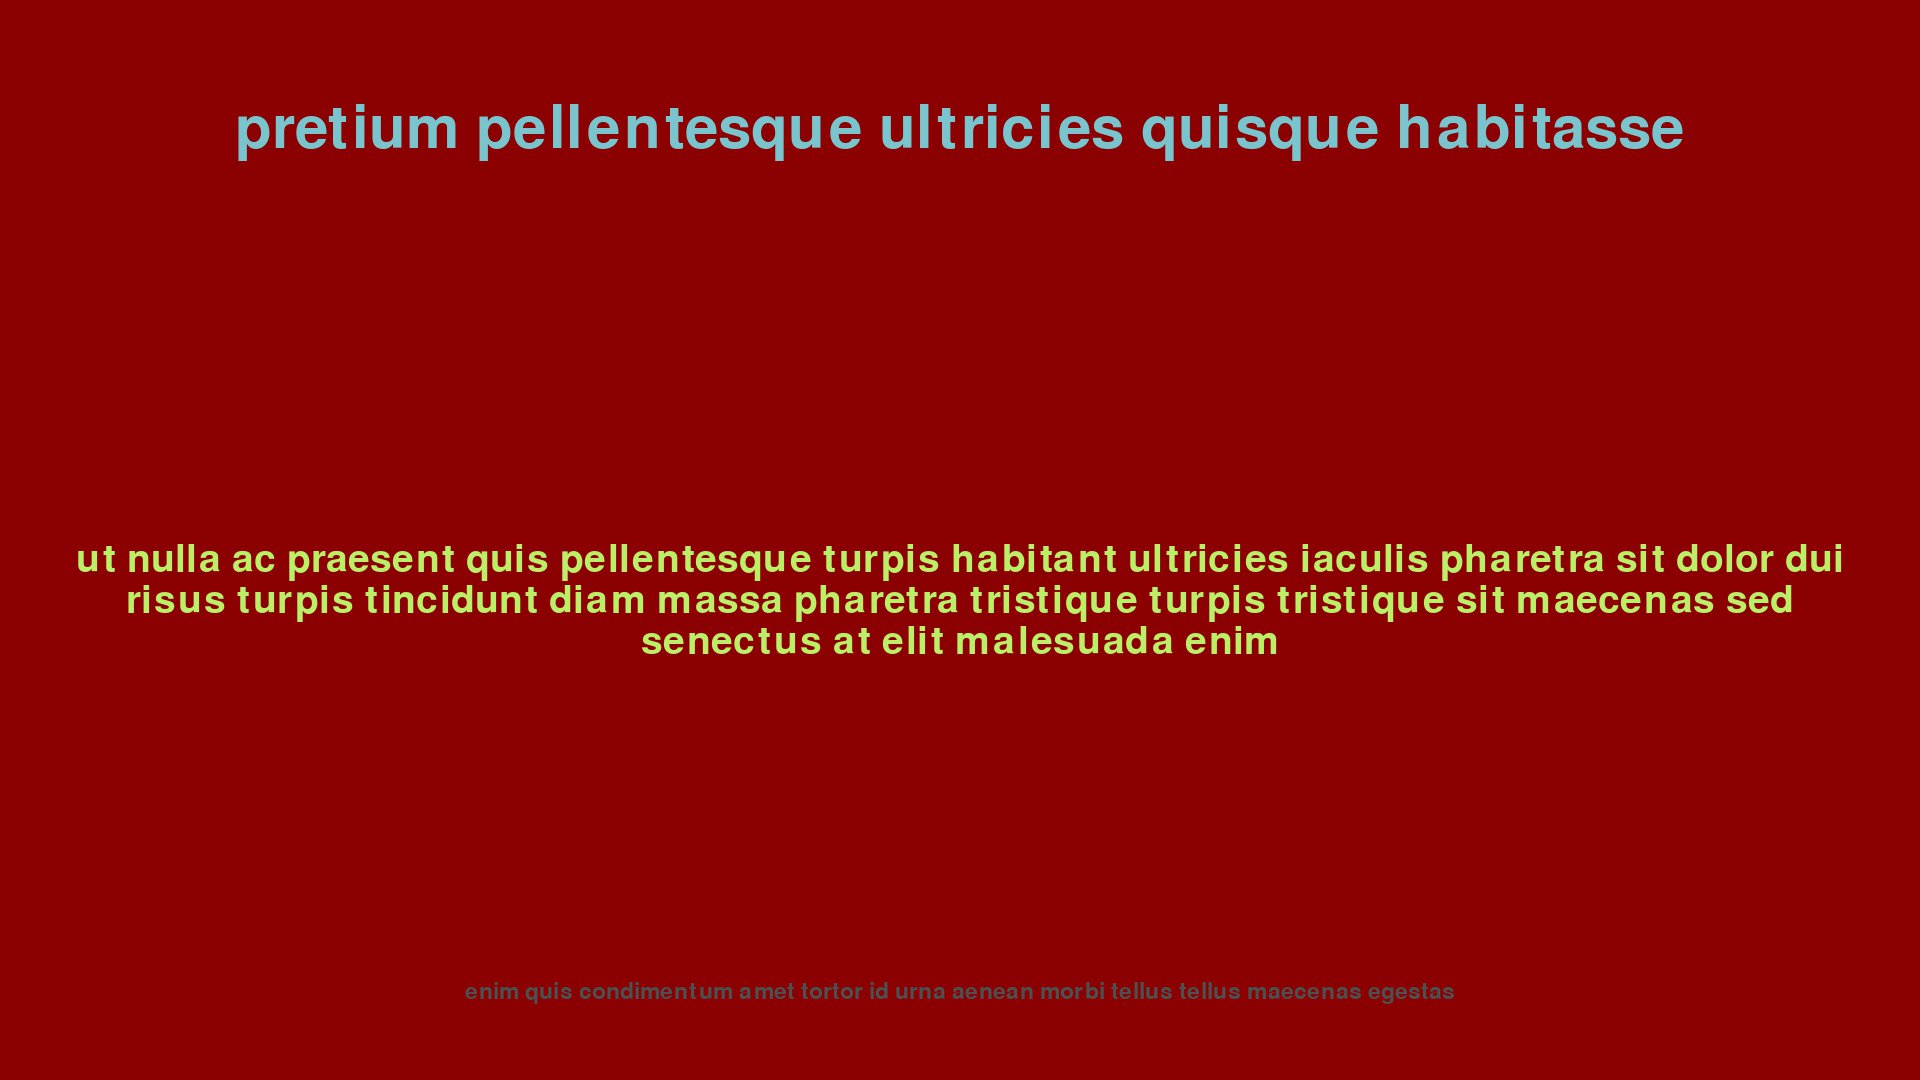 pretium pellentesque ultricies quisque habitasse
ut nulla ac praesent quis pellentesque turpis habitant ultricies iaculis pharetra sit dolor dui
risus turpis tincidunt diam massa pharetra tristique turpis tristique sit maecenas sed
senectus at elit malesuada enim
enim quis condimentum amet tortor id urna aenean morbi tellus tellus maecenas egestas